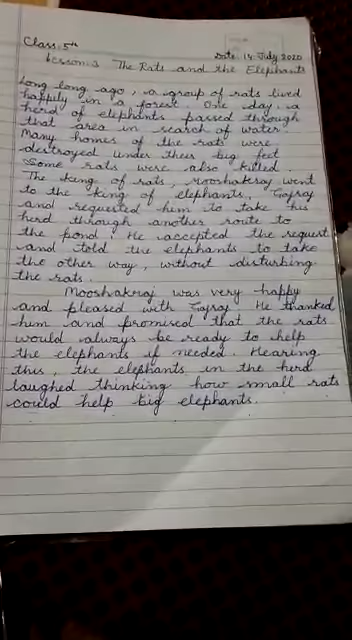 Class: 5th
Date: 14 July 2020
Lesson:3 The Rats and the Elephants
Long long ago, a group of rats lived
happily in a forest. One day, a
herd of elephants passed through
that area in search of water.
Many homes of the rats were
destroyed under their big feet
Some rats were also killed.
The king of rats, Mooshakraj went
to the king of elephants, Gajraj
and requested him to take his
herd through another route to
the pond. He accepted the request
and told the elephants to take
the other way, without disturbing
the rats.
Mooshakraj was very happy
and pleased with Gajraj. He thanked
him and promised that the rats
would always be ready to help
the elephants if needed. Hearing
this, the elephants in the herd
laughed thinking how small rats
could help big elephants.